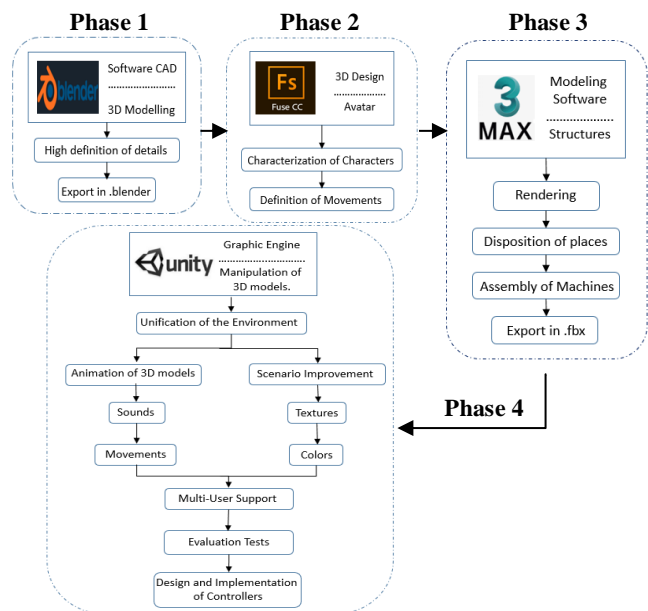 Phase 1
Phase 2
Phase 3
blender
Software CAD
3D Modelling
High definition of details
Export in .blender
Fs
Fuse CC
3D Design
Avatar
Characterization of Characters
Definition of Movements
3
MAX
Modeling
Software
Structures
Rendering
Disposition of places
Assembly of Machines
Export in .fbx
Phase 4
unity
Graphic Engine
Manipulation of
3D models.
Unification of the Environment
Animation of 3D models
Scenario Improvement
Sounds
Textures
Movements
Colors
Multi-User Support
Evaluation Tests
Design and Implementation
of Controllers